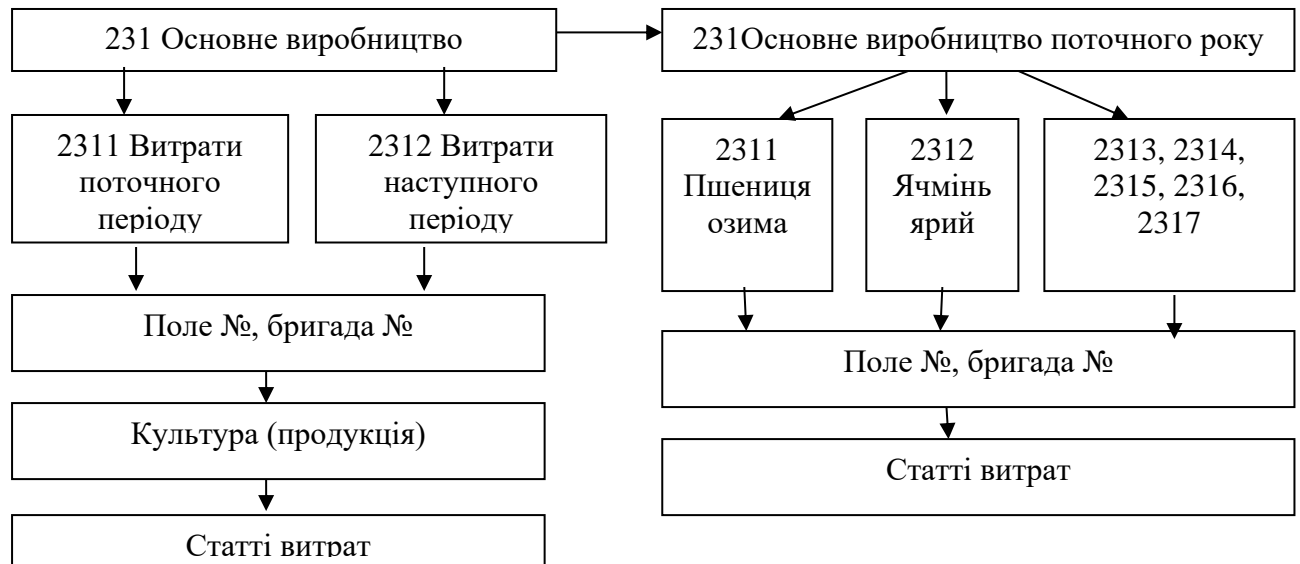 231 Основне виробництво
231Основне виробництво поточного року
2311 Витрати
поточного
періоду
2312 Витрати
наступного
періоду
2311
Пшениця
озима
2312
Ячмінь
ярий
2313, 2314,
2315, 2316,
2317
Поле №, бригада №
Поле №, бригада №
Культура (продукція)
Статті витрат
Статті витрат